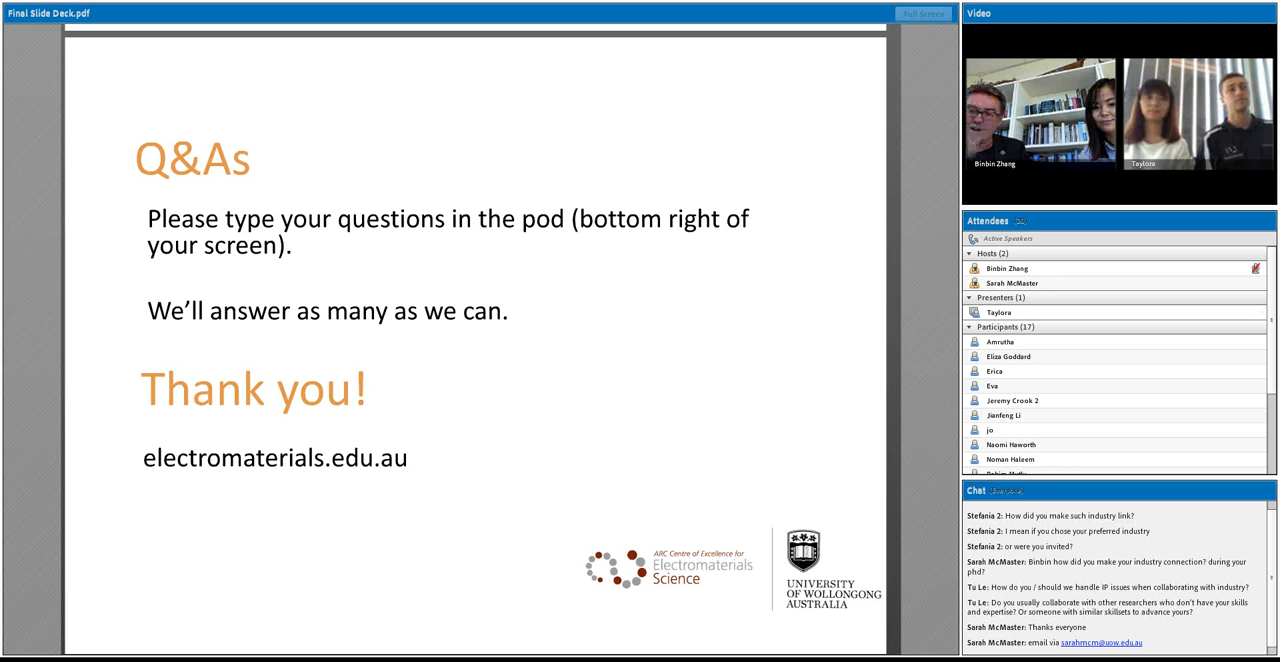 Final Slide Deck.pdf
Full Screen
Q&As
Please type your questions in the pod (bottom right of
your screen).
We'll answer as many as we can.
Thank you!
electromaterials.edu.au
ARC Centre of Excellence for
Electromaterials
Science
UNIVERSITY
OF WOLLONGONG
AUSTRALIA
Video
Binbin Zhang
Taylora
Attendees
Active Speakers
Hosts (2)
Binbin Zhang
Sarah McMaster
Presenters (1)
Taylora
Participants (17)
Amrutha
Eliza Goddard
Erica
Eva
Jeremy Crook 2
Jianfeng Li
jo
Naomi Haworth
Noman Haleem
Chat (Everyone)
Stefania 2: How did you make such industry link?
Stefania 2: I mean if you chose your preferred industry
Stefania 2: or were you invited?
Sarah McMaster: Binbin how did you make your industry connection? during your
phd?
Tu Le: How do you / should we handle IP issues when collaborating with industry?
Tu Le: Do you usually collaborate with other researchers who don't have your skills
and expertise? Or someone with similar skillsets to advance yours?
Sarah McMaster: Thanks everyone
Sarah McMaster: email via sarahmcm@uow.edu.au